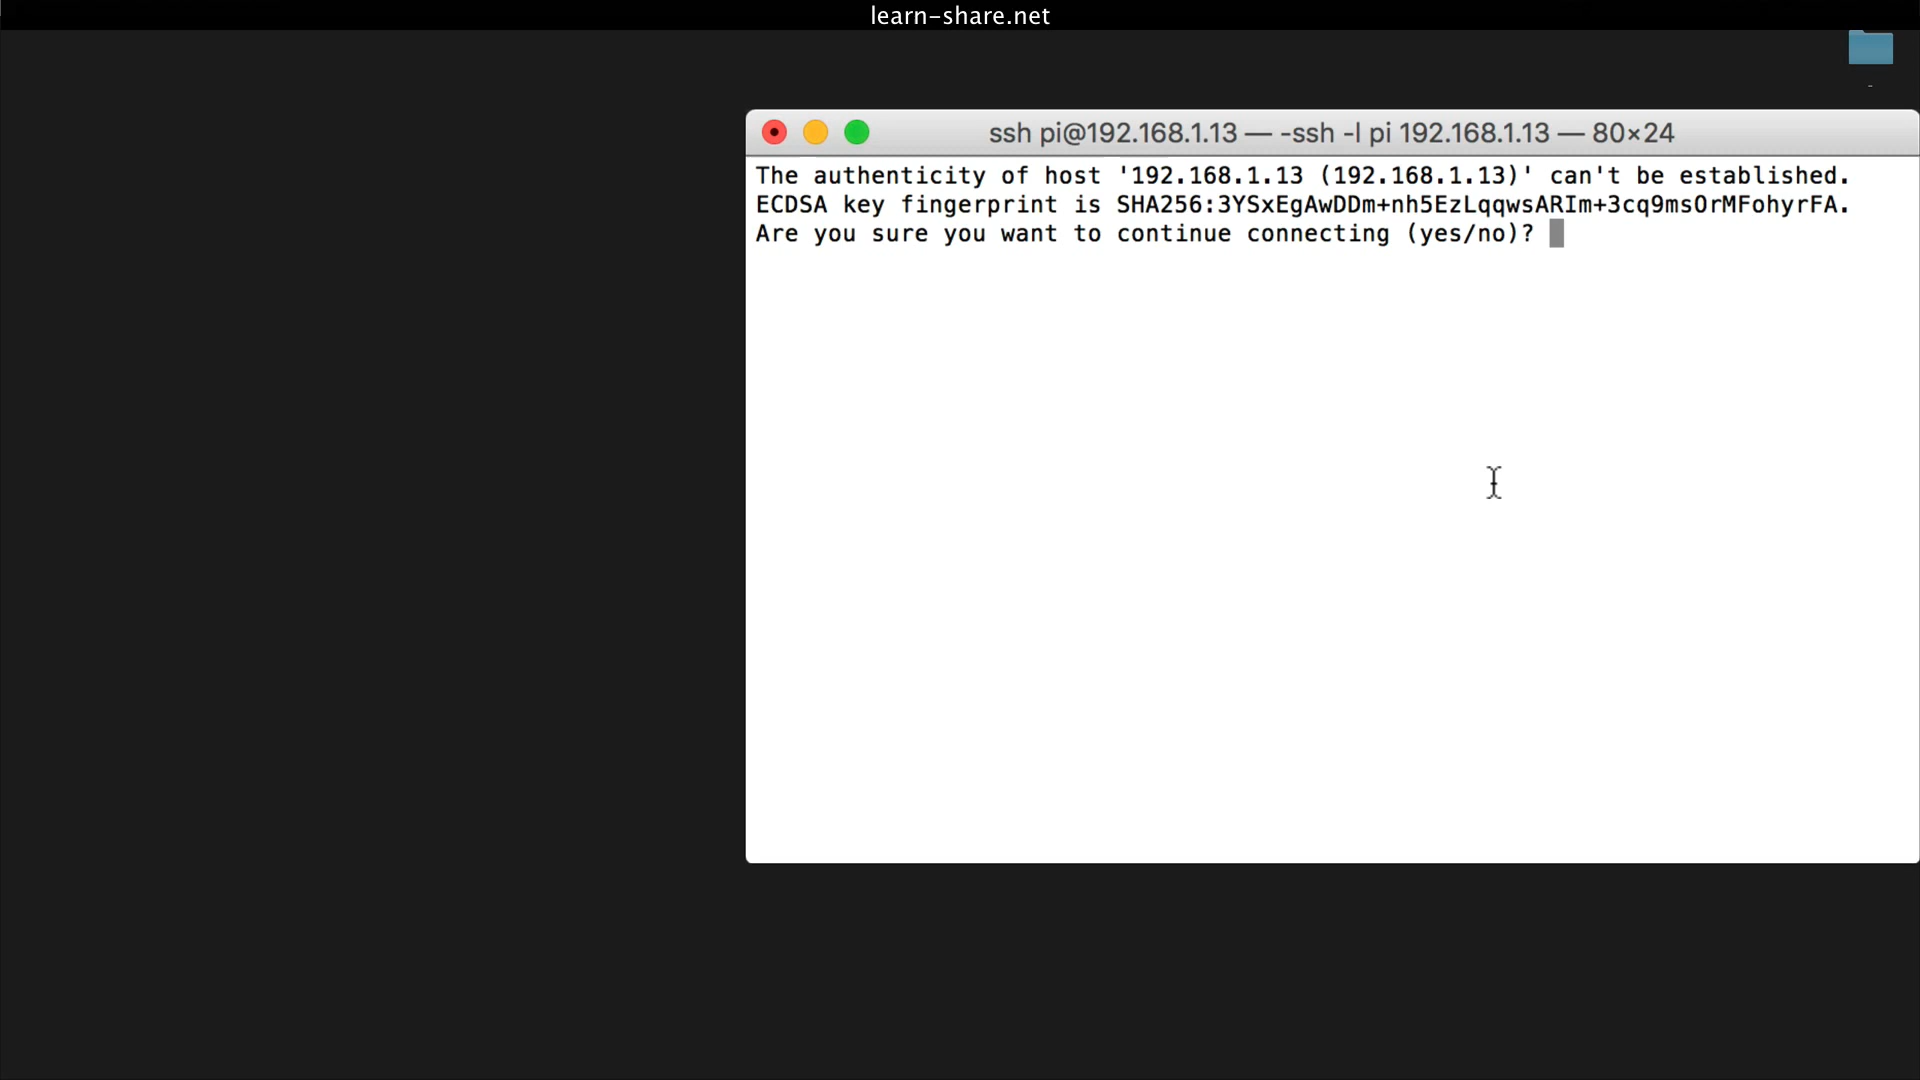 learn-share.net
ssh pi@192.168.1.13 — -ssh -l pi 192.168.1.13 — 80×24
The authenticity of host '192.168.1.13 (192.168.1.13)' can't be established.
ECDSA key fingerprint is SHA256:3YSxEgAwDDm+nh5EzLqqwsARIm+3cq9msOrMFohyrFA.
Are you sure you want to continue connecting (yes/no)?